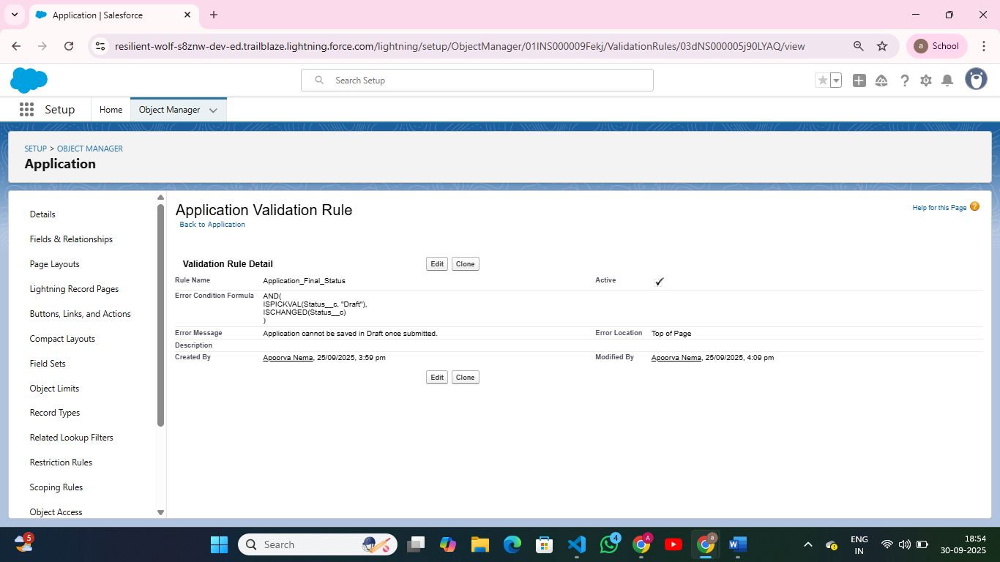 Application | Salesforce
resilient-wolf-s8znw-dev-ed.trailblaze.lightning.force.com/lightning/setup/ObjectManager/01INS000009Fekj/ValidationRules/03dNS000005j90LYAQ/view
a School
Search Setup
Setup Home Object Manager
SETUP > OBJECT MANAGER
Application
Details
Fields & Relationships
Page Layouts
Lightning Record Pages
Buttons, Links, and Actions
Compact Layouts
Field Sets
Object Limits
Record Types
Related Lookup Filters
Restriction Rules
Scoping Rules
Object Access
Application Validation Rule
Help for this Page ?
Back to Application
Validation Rule Detail Edit Clone
Rule Name Application_Final_Status Active
Error Condition Formula AND(
ISPICKVAL(Status__c, "Draft"),
ISCHANGED(Status__c)
)
Error Message Application cannot be saved in Draft once submitted. Error Location Top of Page
Description
Created By Apoorva Nema, 25/09/2025, 3:59 pm Modified By Apoorva Nema, 25/09/2025, 4:09 pm
Edit Clone
5
Search
4
A
a
ENG
IN
18:54
30-09-2025